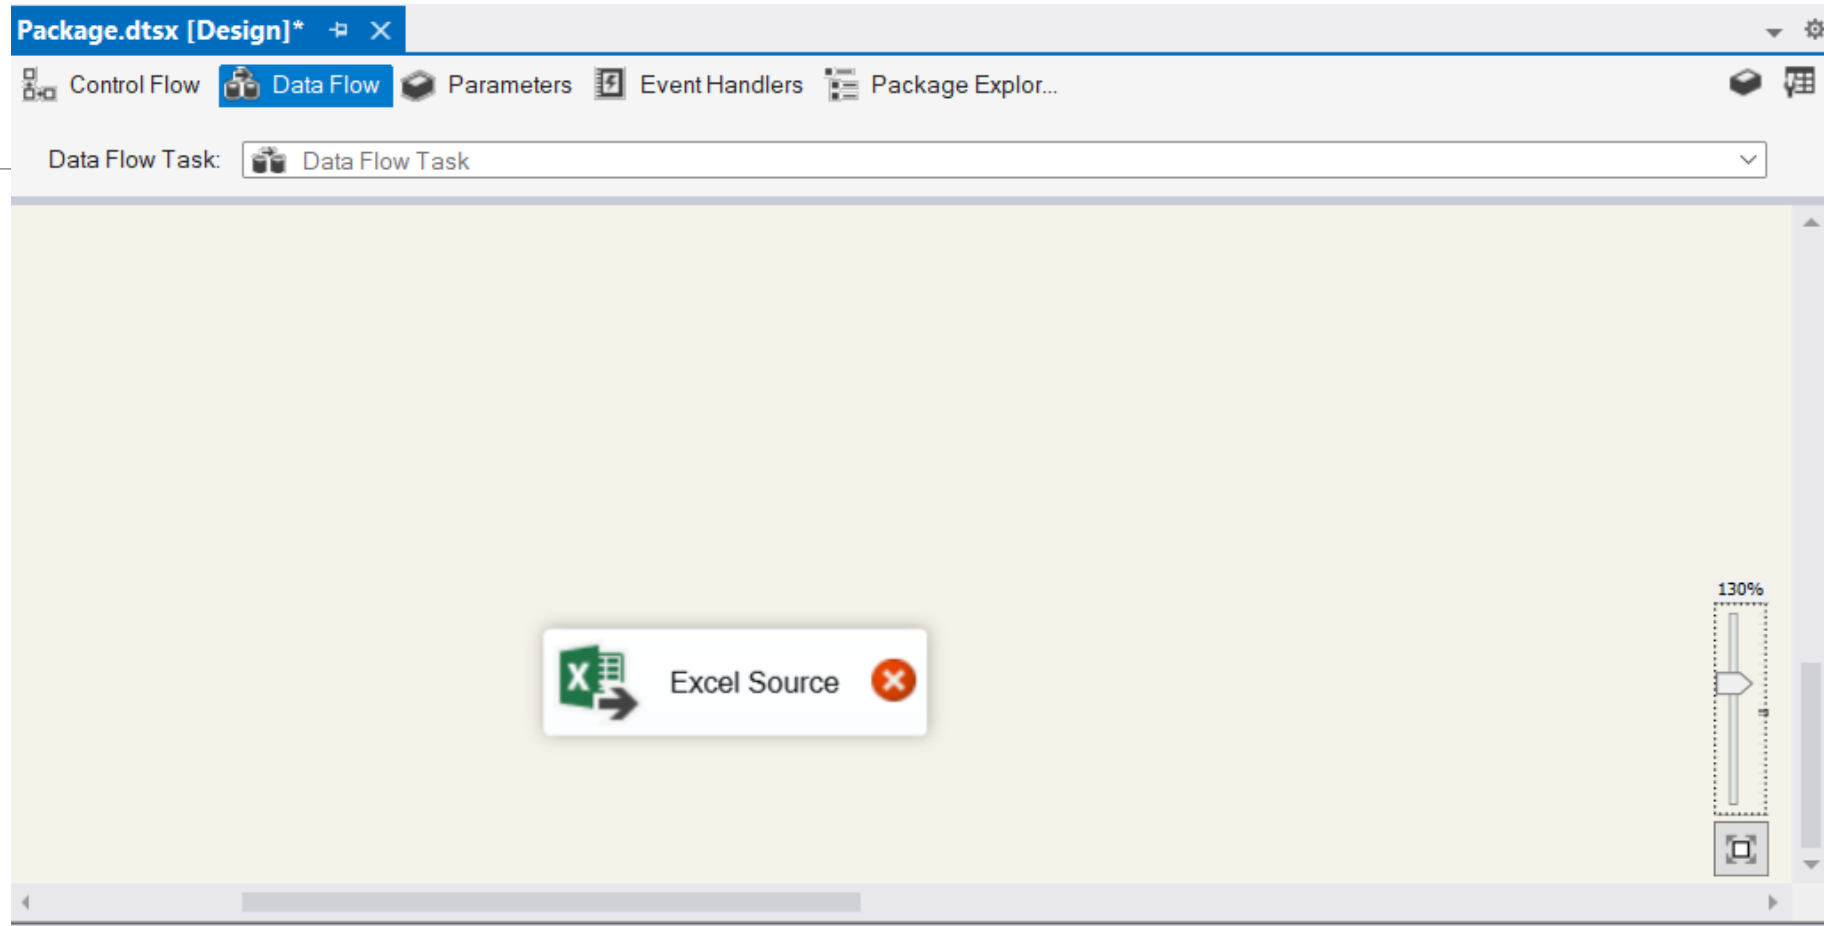 Package.dtsx [Design]*
Control Flow Data Flow Parameters Event Handlers Package Explor...
Data Flow Task: Data Flow Task
130%
Excel Source